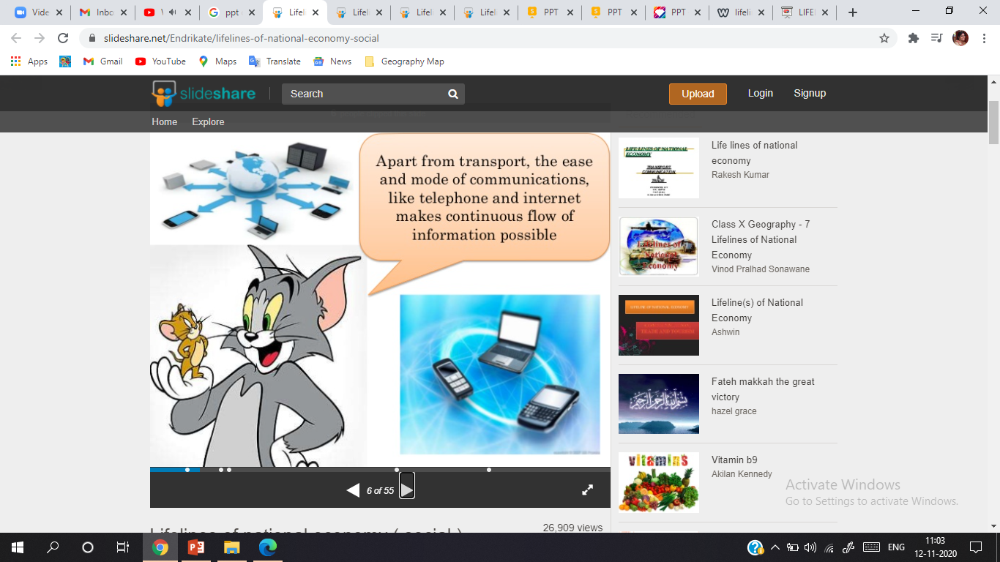 Vide
Inbo
V
ppt
Lifel
Lifel
Lifel
Lifel
PPT
PPT
PPT
lifeli
LIFE
slideshare.net/Endrikate/lifelines-of-national-economy-social
Apps
Gmail
YouTube
Maps
Translate
News
Geography Map
slideshare
Search
Upload
Login
Signup
Home
Explore
Apart from transport, the ease
and mode of communications,
like telephone and internet
makes continuous flow of
information possible
6 of 55
Lifelines of national economy ( social )
26,909 views
LIFE LINES OF NATIONAL
ECONOMY
TRANSPORT
COMMUNICATION
&
TRADE
Life lines of national
economy
Rakesh Kumar
Lifelines of
National
Economy
Class X Geography - 7
Lifelines of National
Economy
Vinod Pralhad Sonawane
LIFELINE OF NATIONAL ECONOMY
TRADE AND TOURISM
Lifeline(s) of National
Economy
Ashwin
بسم الله الرحمن الرحيم
Fateh makkah the great
victory
hazel grace
vitamins
Vitamin b9
Akilan Kennedy
Activate Windows
Go to Settings to activate Windows.
ENG
11:03
12-11-2020